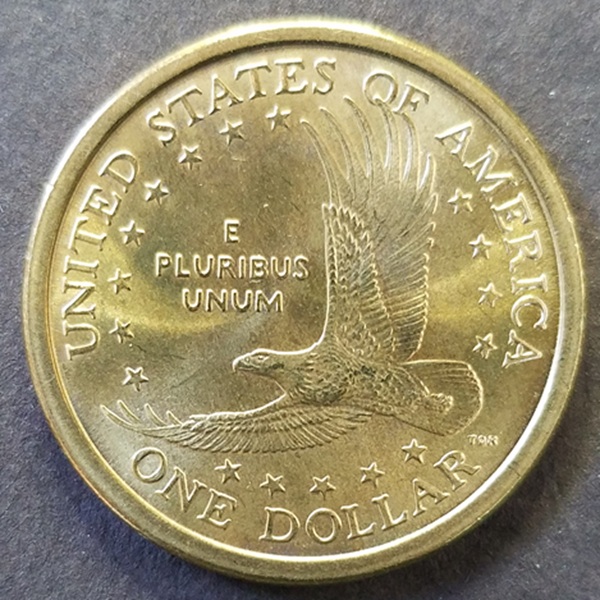 UNITED STATES OF AMERICA
E
PLURIBUS
UNUM
ONE DOLLAR